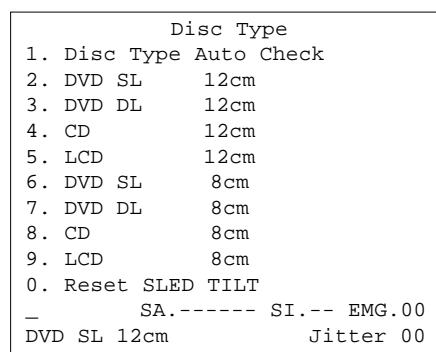 Disc Type
1. Disc Type Auto Check
2. DVD SL 12cm
3. DVD DL 12cm
4. CD 12cm
5. LCD 12cm
6. DVD SL 8cm
7. DVD DL 8cm
8. CD 8cm
9. LCD 8cm
0. Reset SLED TILT
_ SA.------ SI.-- EMG.00
DVD SL 12cm Jitter 00